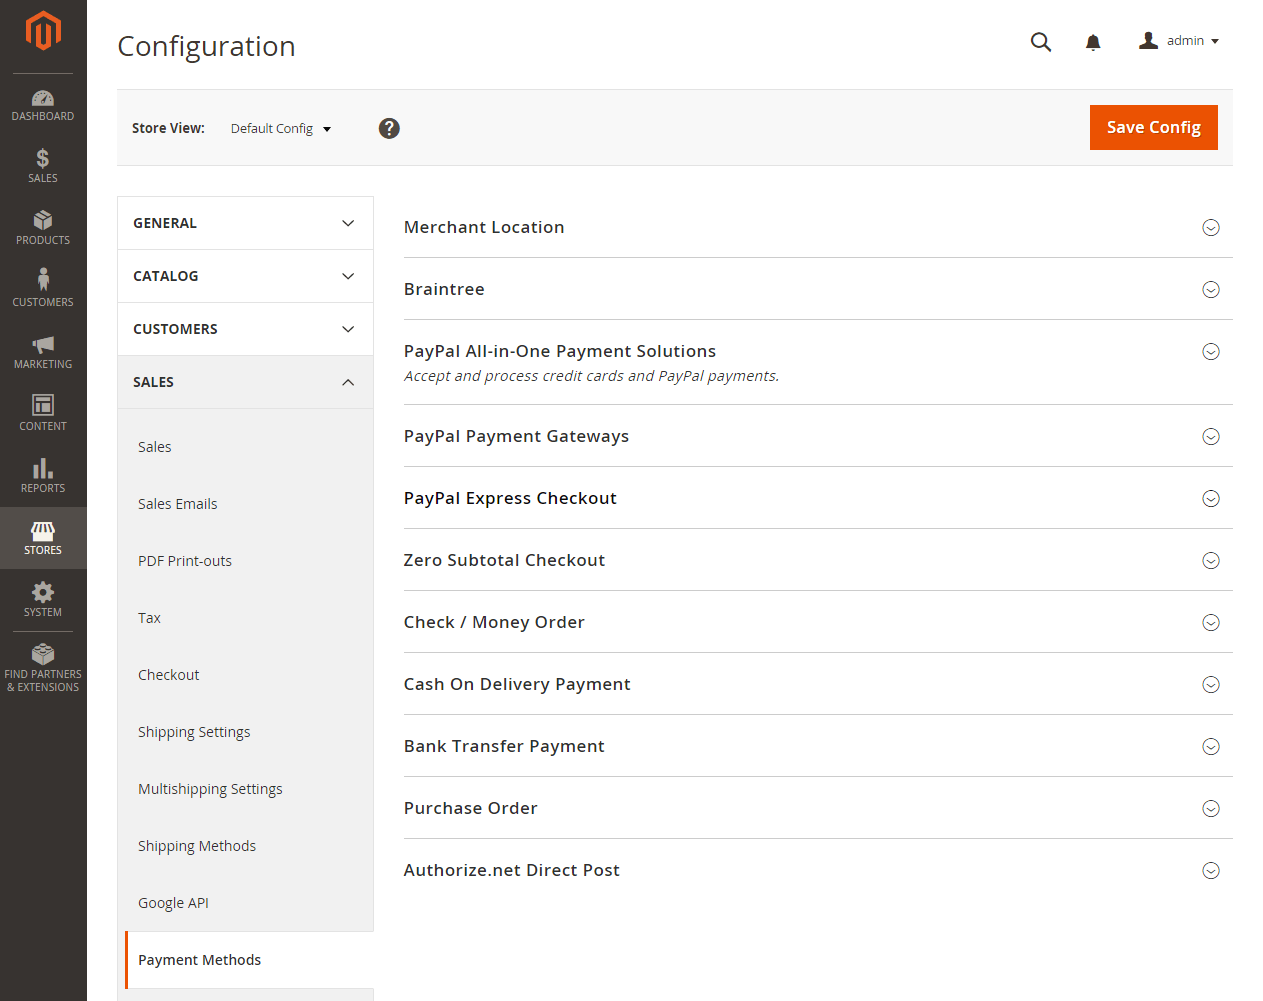 Configuration
admin
DASHBOARD
SALES
PRODUCTS
CUSTOMERS
MARKETING
CONTENT
REPORTS
STORES
SYSTEM
FIND PARTNERS
& EXTENSIONS
Store View:
Default Config
Save Config
GENERAL
CATALOG
CUSTOMERS
SALES
Sales
Sales Emails
PDF Print-outs
Tax
Checkout
Shipping Settings
Multishipping Settings
Shipping Methods
Google API
Payment Methods
Merchant Location
Braintree
PayPal All-in-One Payment Solutions
Accept and process credit cards and PayPal payments.
PayPal Payment Gateways
PayPal Express Checkout
Zero Subtotal Checkout
Check / Money Order
Cash On Delivery Payment
Bank Transfer Payment
Purchase Order
Authorize.net Direct Post